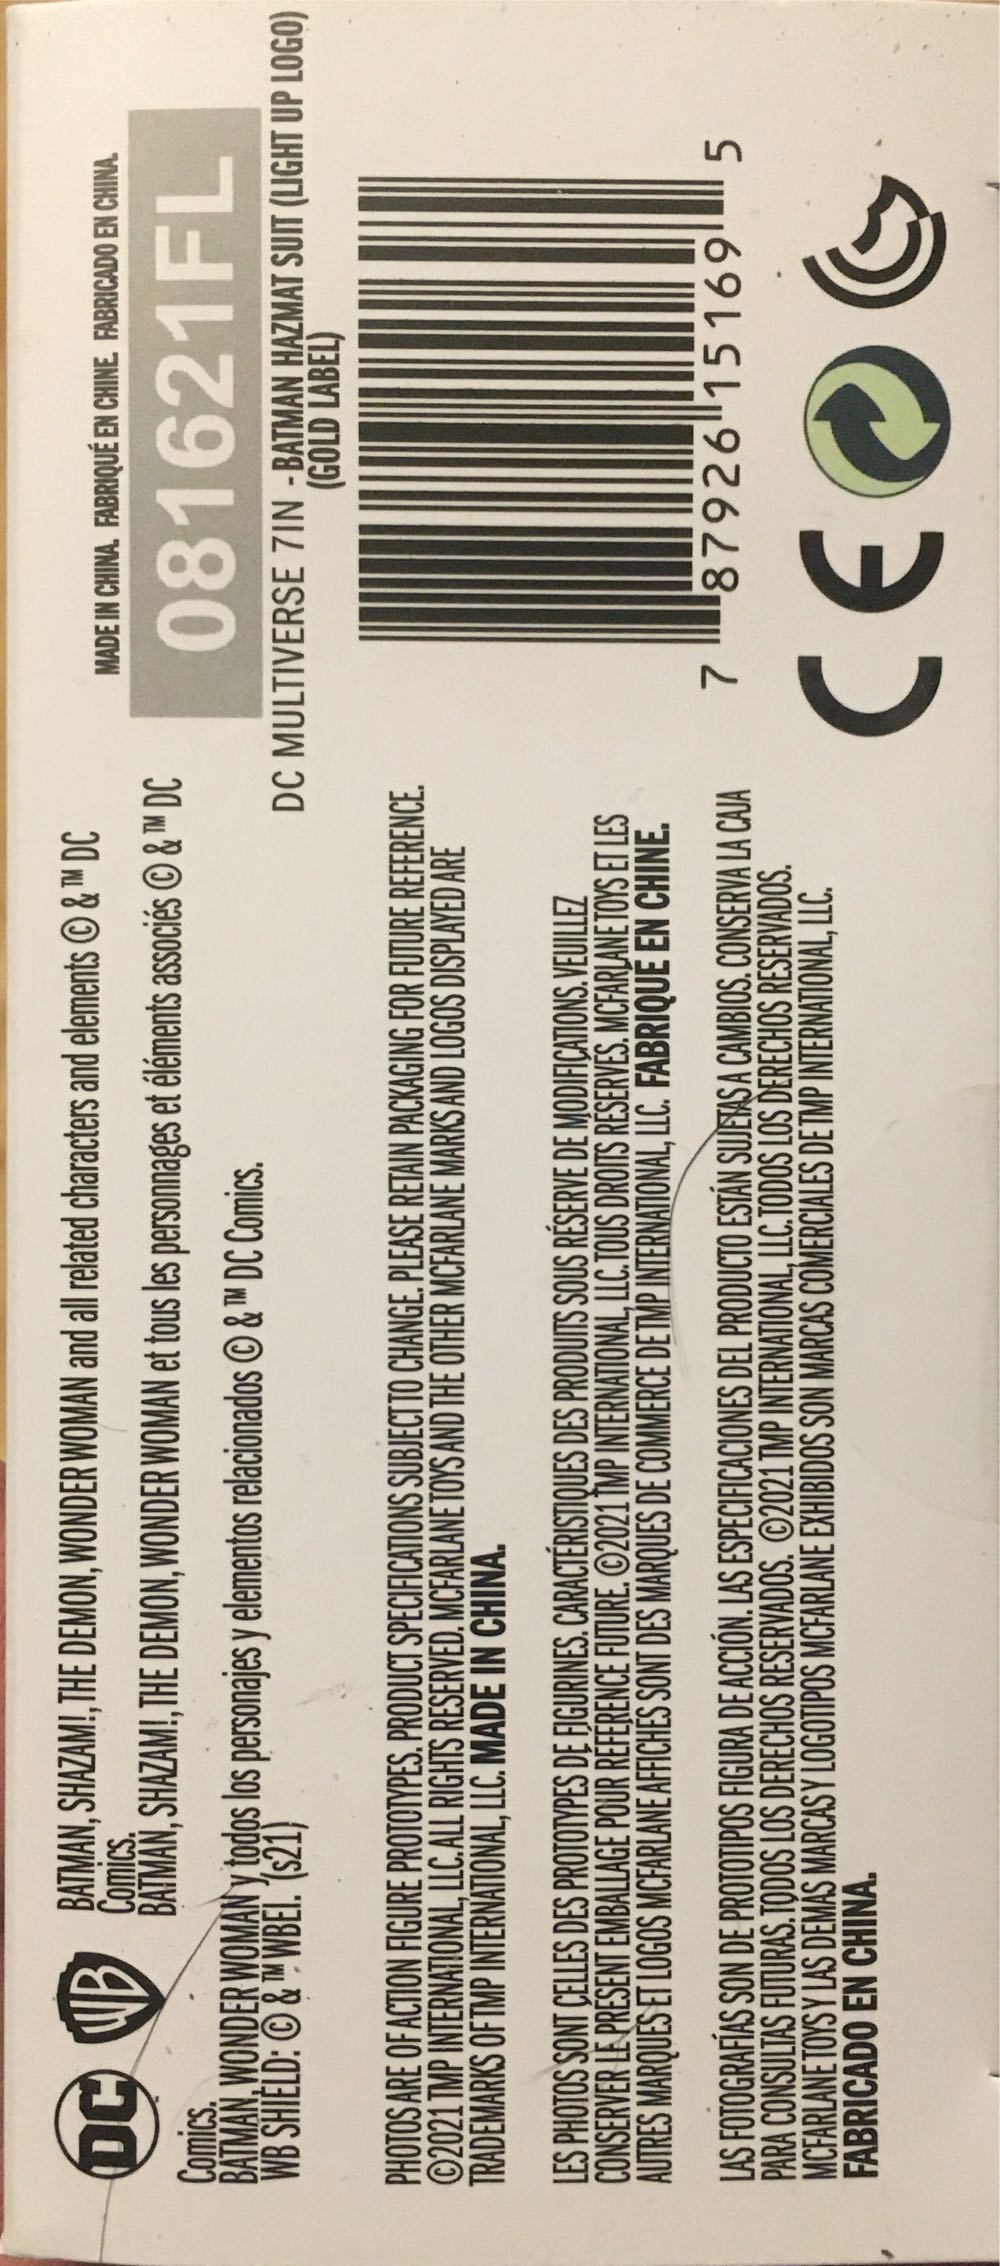 DC
WB
BATMAN, SHAZAM!, THE DEMON, WONDER WOMAN and all related characters and elements © & ™ DC
Comics.
BATMAN, SHAZAM!, THE DEMON, WONDER WOMAN et tous les personnages et éléments associés © & ™ DC
Comics.
BATMAN, WONDER WOMAN y todos los personajes y elementos relacionados © & ™ DC Comics.
WB SHIELD: © & ™ WBEI. (s21)
MADE IN CHINA. FABRIQUÉ EN CHINE. FABRICADO EN CHINA.
081621FL
DC MULTIVERSE 7IN -BATMAN HAZMAT SUIT (LIGHT UP LOGO)
(GOLD LABEL)
7 87926 15169 5
CE
PHOTOS ARE OF ACTION FIGURE PROTOTYPES. PRODUCT SPECIFICATIONS SUBJECT TO CHANGE. PLEASE RETAIN PACKAGING FOR FUTURE REFERENCE.
©2021 TMP INTERNATIONAL, LLC. ALL RIGHTS RESERVED. MCFARLANE TOYS AND THE OTHER MCFARLANE MARKS AND LOGOS DISPLAYED ARE
TRADEMARKS OF TMP INTERNATIONAL, LLC. MADE IN CHINA.
LES PHOTOS SONT CELLES DES PROTOTYPES DE FIGURINES. CARACTÉRISTIQUES DES PRODUITS SOUS RÉSERVE DE MODIFICATIONS. VEUILLEZ
CONSERVER LE PRESENT EMBALLAGE POUR REFERENCE FUTURE. ©2021 TMP INTERNATIONAL, LLC. TOUS DROITS RESERVES. MCFARLANE TOYS ET LES
AUTRES MARQUES ET LOGOS MCFARLANE AFFICHES SONT DES MARQUES DE COMMERCE DE TMP INTERNATIONAL, LLC. FABRIQUÉ EN CHINE.
LAS FOTOGRAFÍAS SON DE PROTOTIPOS FIGURA DE ACCIÓN. LAS ESPECIFICACIONES DEL PRODUCTO ESTÁN SUJETAS A CAMBIOS. CONSERVA LA CAJA
PARA CONSULTAS FUTURAS. TODOS LOS DERECHOS RESERVADOS. ©2021 TMP INTERNATIONAL, LLC. TODOS LOS DERECHOS RESERVADOS.
MCFARLANE TOYS Y LAS DEMÁS MARCAS Y LOGOTIPOS MCFARLANE EXHIBIDOS SON MARCAS COMERCIALES DE TMP INTERNATIONAL, LLC.
FABRICADO EN CHINA.